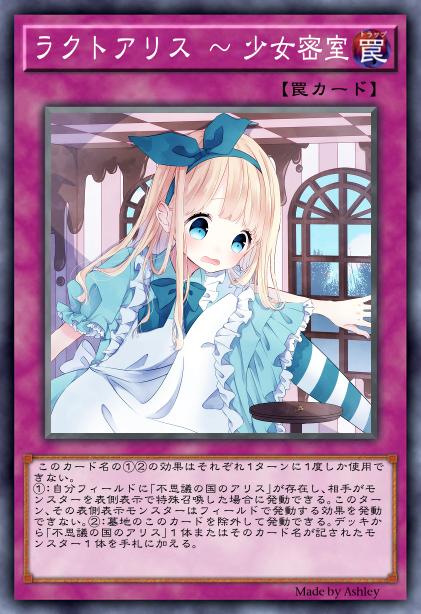 ラクトアリス ～ 少女密室
トラップ
罠
【罠カード】
このカード名の①②の効果はそれぞれ1ターンに1度しか使用で
きない。
①:自分フィールドに「不思議の国のアリス」が存在し、相手がモ
ンスターを表側表示で特殊召喚した場合に発動できる。このター
ン、その表側表示モンスターはフィールドで発動する効果を発動
できない。②:墓地のこのカードを除外して発動できる。デッキか
ら「不思議の国のアリス」1体またはそのカード名が記されたモ
ンスター1体を手札に加える。
Made by Ashley